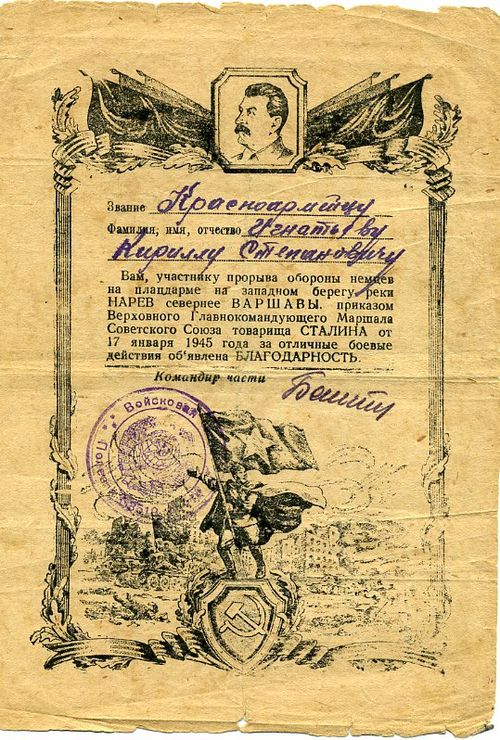 Звание Красноармейцу
Фамилия, имя, отчество Игнатьеву
Кириллу Степановичу
Вам, участнику прорыва обороны немцев
на плацдарме на западном берегу реки
НАРЕВ севернее ВАРШАВЫ, приказом
Верховного Главнокомандующего Маршала
Советского Союза товарища СТАЛИНА от
17 января 1945 года за отличные боевые
действия об'явлена БЛАГОДАРНОСТЬ.
Командир части
Войсковая